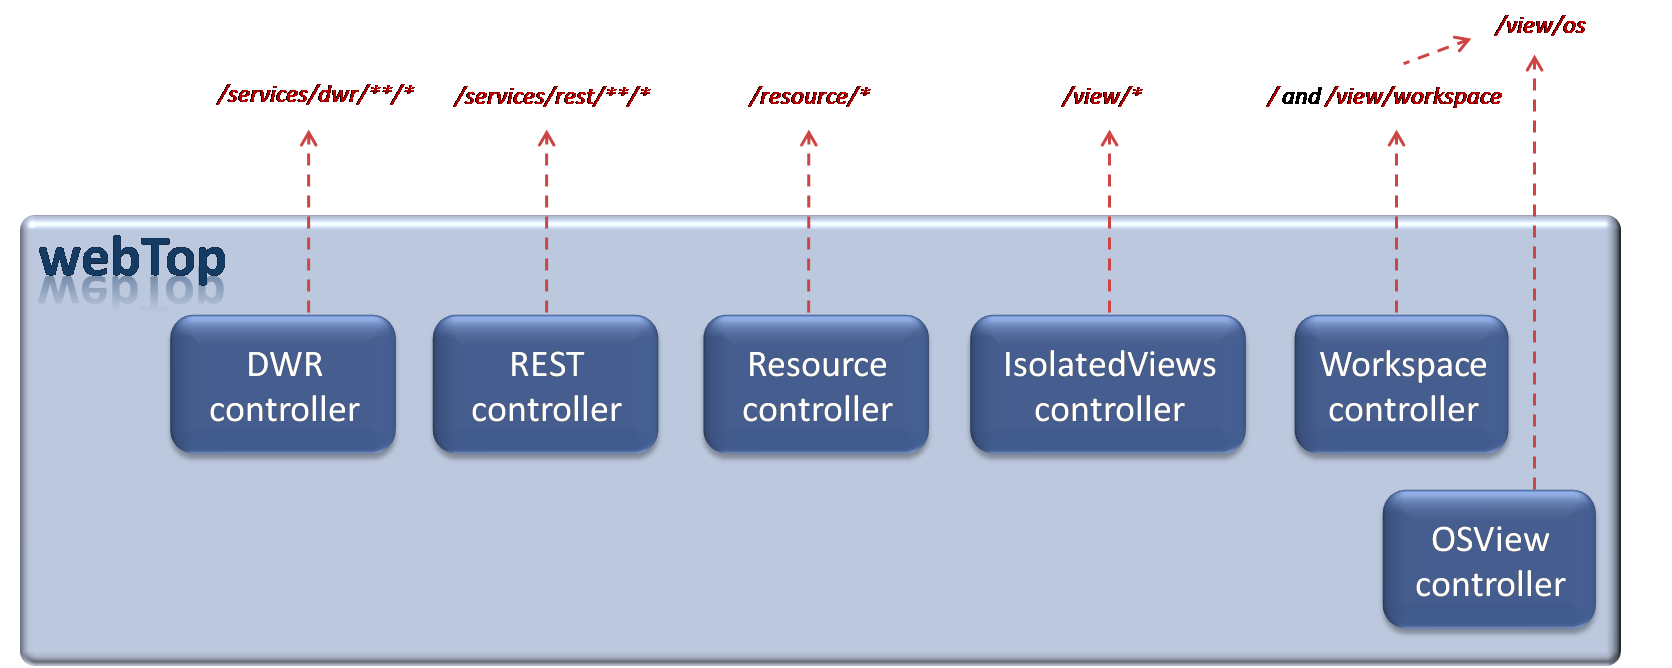 /view/os
/services/dwr/**/*
/services/rest/**/*
/resource/*
/view/*
/ and /view/workspace
webTop
DWR
controller
REST
controller
Resource
controller
IsolatedViews
controller
Workspace
controller
OSView
controller